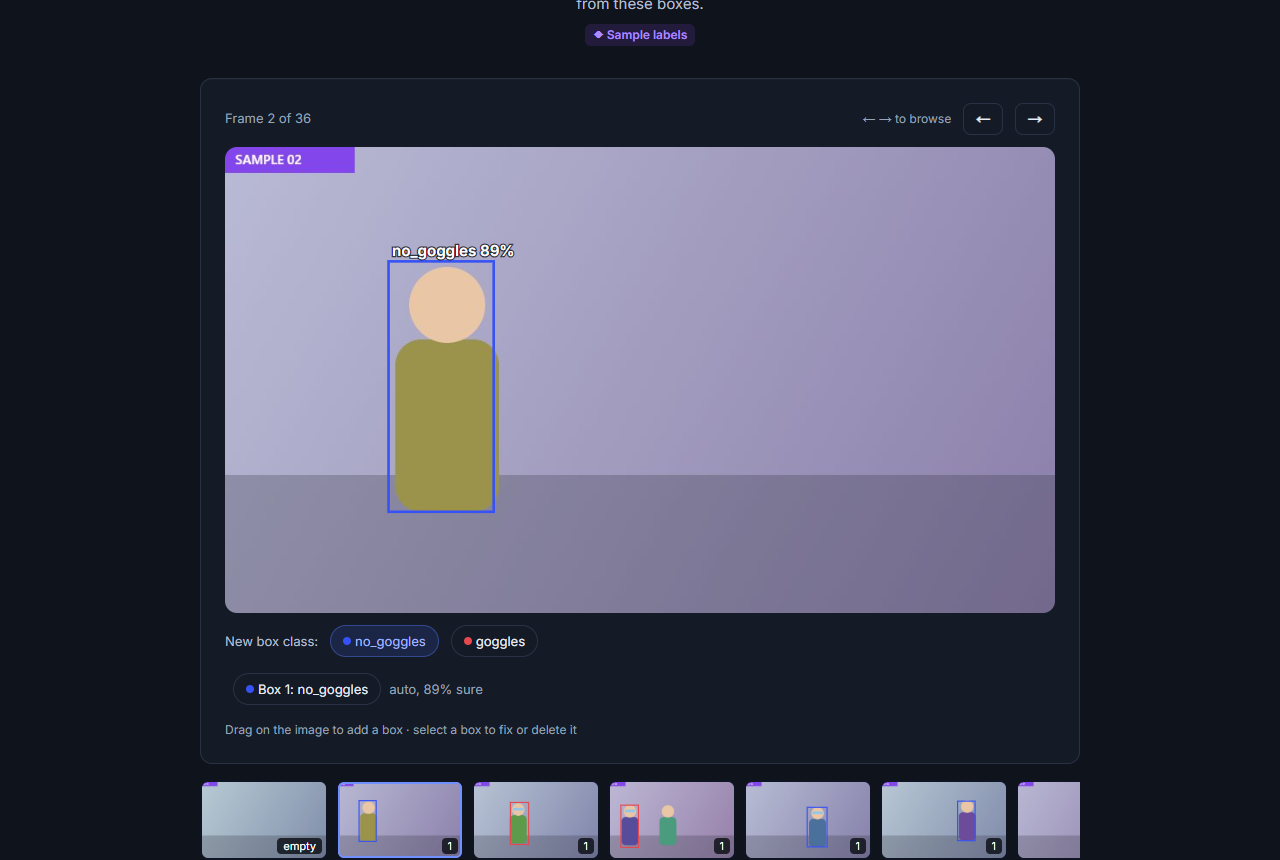 from these boxes.
Sample labels
Frame 2 of 36
←→ to browse
← →
SAMPLE 02
no_goggles 89%
New box class: no_goggles goggles
Box 1: no_goggles auto, 89% sure
Drag on the image to add a box · select a box to fix or delete it
empty 1 1 1 1 1